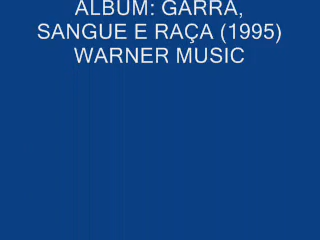 ÁLBUM: GARRA,
SANGUE E RAÇA (1995)
WARNER MUSIC